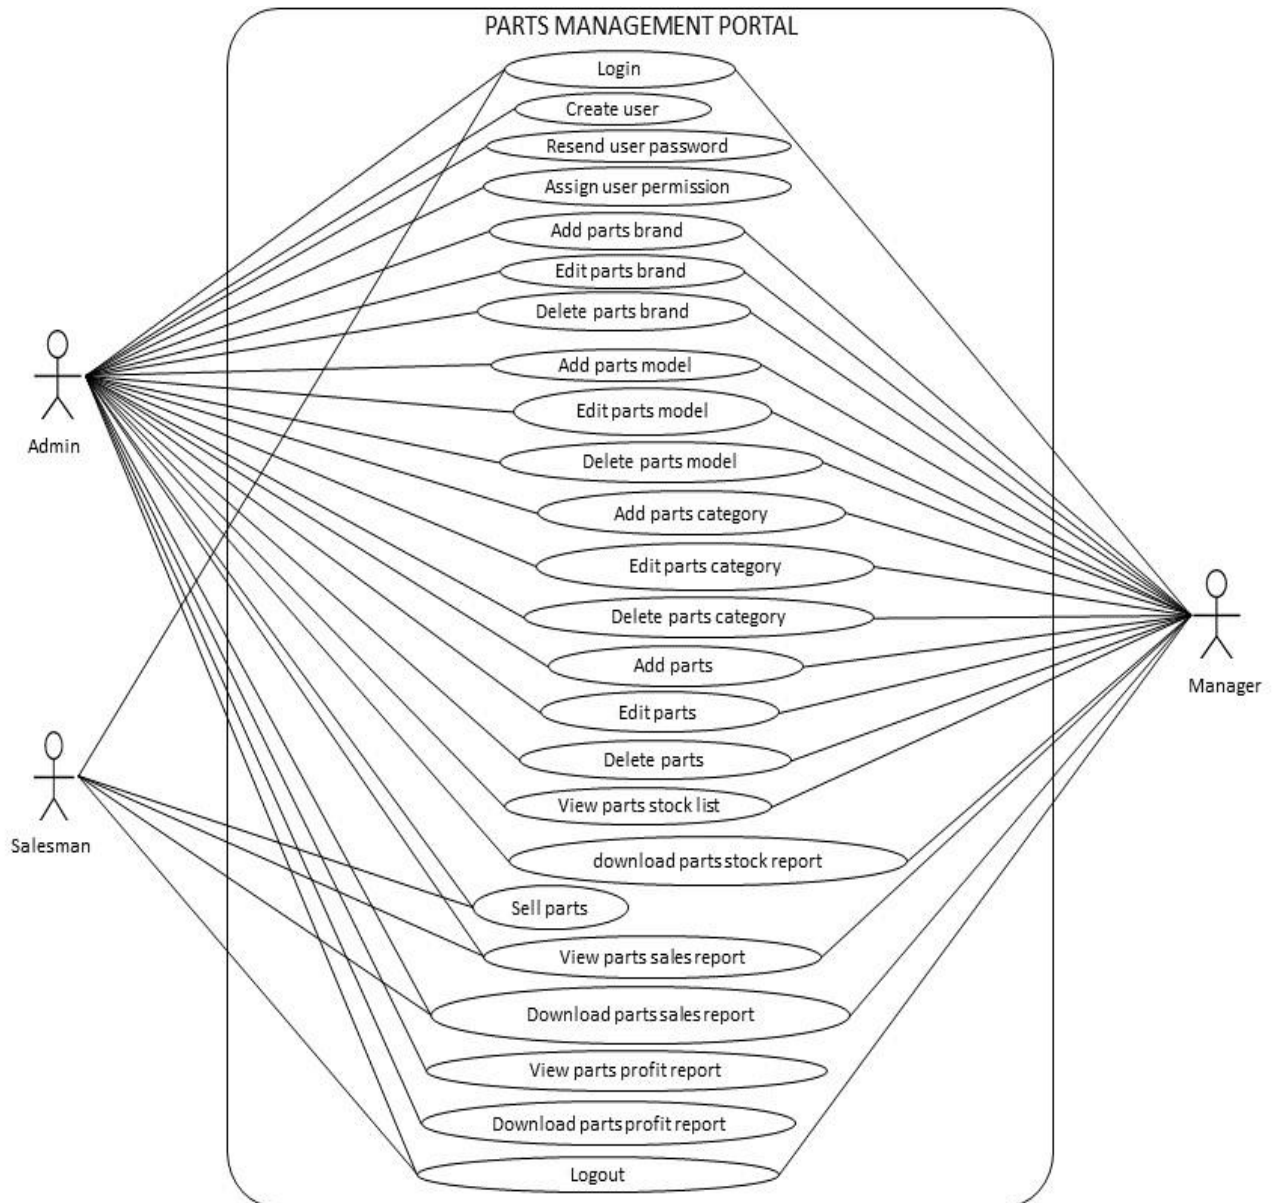 PARTS MANAGEMENT PORTAL
Login
Create user
Resend user password
Assign user permission
Add parts brand
Edit parts brand
Delete parts brand
Add parts model
Edit parts model
Admin
Delete parts model
Add parts category
Edit parts category
Delete parts category
Add parts
Manager
Edit parts
Delete parts
View parts stock list
Salesman
download parts stock report
Sell parts
View parts sales report
Download parts sales report
View parts profit report
Download parts profit report
Logout